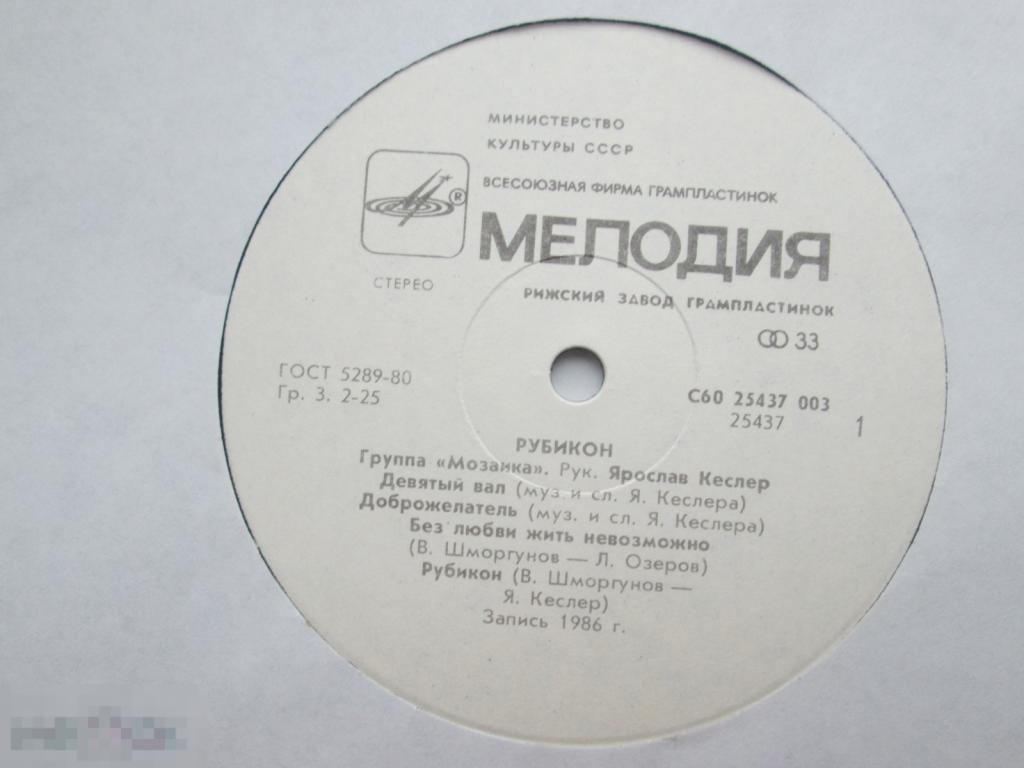 МИНИСТЕРСТВО
КУЛЬТУРЫ СССР
ВСЕСОЮЗНАЯ ФИРМА ГРАМПЛАСТИНОК
®
МЕЛОДИЯ
СТЕРЕО
РИЖСКИЙ ЗАВОД ГРАМПЛАСТИНОК
33
ГОСТ 5289-80
Гр. 3. 2-25
С60 25437 003
25437
1
РУБИКОН
Группа «Мозаика». Рук. Ярослав Кеслер
Девятый вал (муз. и сл. Я. Кеслера)
Доброжелатель (муз. и сл. Я. Кеслера)
Без любви жить невозможно
(В. Шморгунов — Л. Озеров)
Рубикон (В. Шморгунов —
Я. Кеслер)
Запись 1986 г.